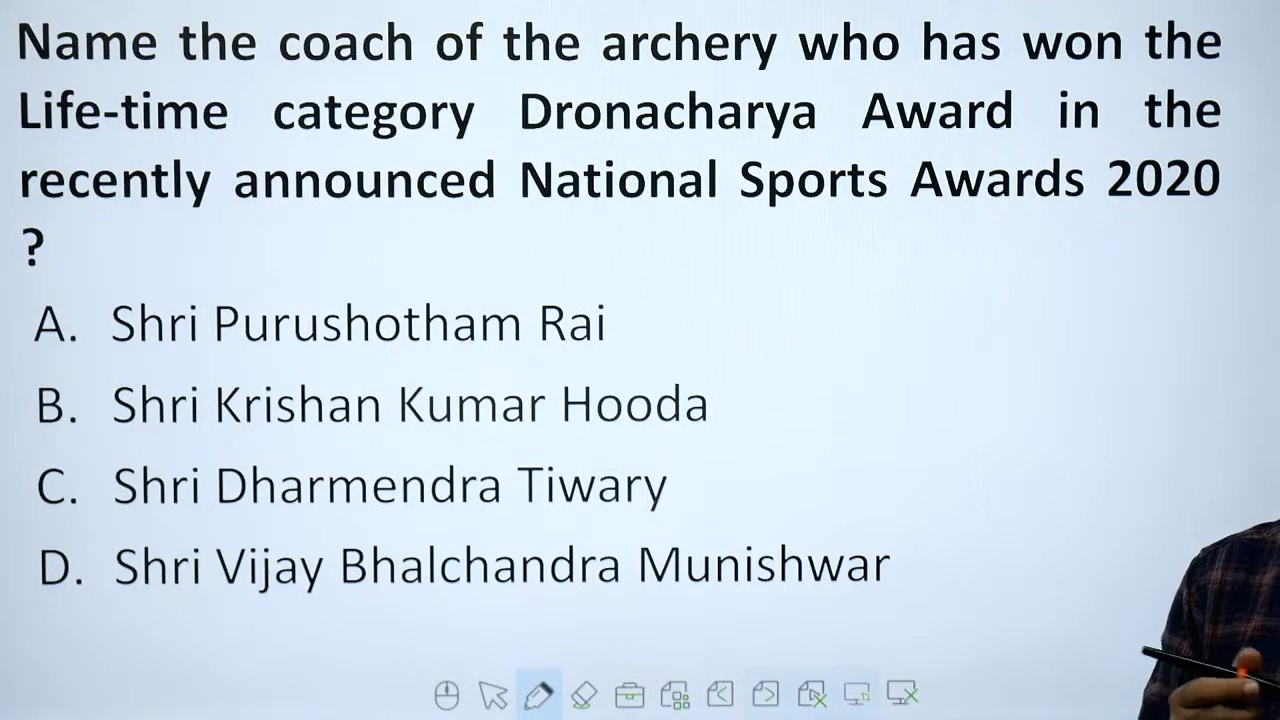 Name the coach of the archery who has won the
Life-time category Dronacharya Award in the
recently announced National Sports Awards 2020
?
A. Shri Purushotham Rai
B. Shri Krishan Kumar Hooda
C. Shri Dharmendra Tiwary
D. Shri Vijay Bhalchandra Munishwar